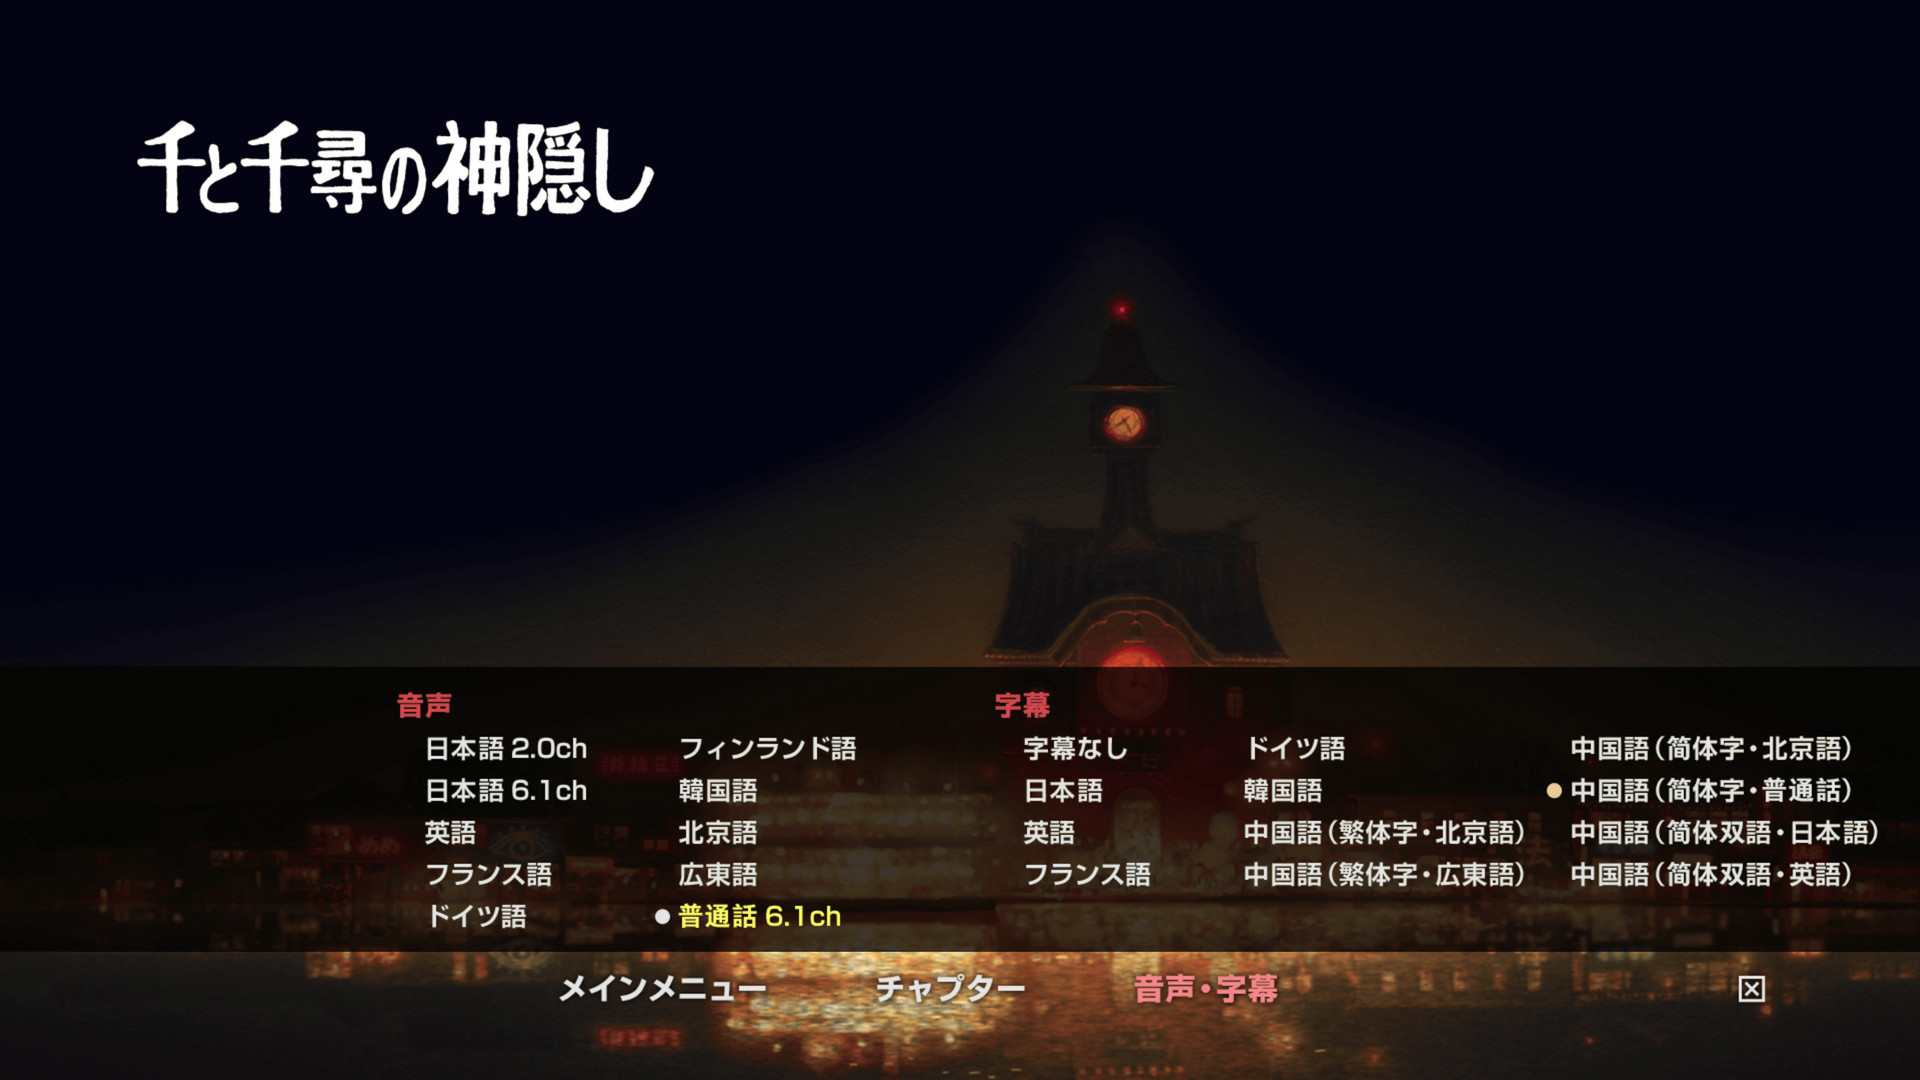 千と千尋の神隠し
音声
日本語 2.0ch
日本語 6.1ch
英語
フランス語
ドイツ語
フィンランド語
韓国語
北京語
広東語
普通話 6.1ch
字幕
字幕なし
日本語
英語
フランス語
ドイツ語
韓国語
中国語（繁体字・北京語）
中国語（繁体字・広東語）
中国語（简体字・北京語）
中国語（简体字・普通話）
中国語（简体双語・日本語）
中国語（简体双語・英語）
メインメニュー
チャプター
音声・字幕